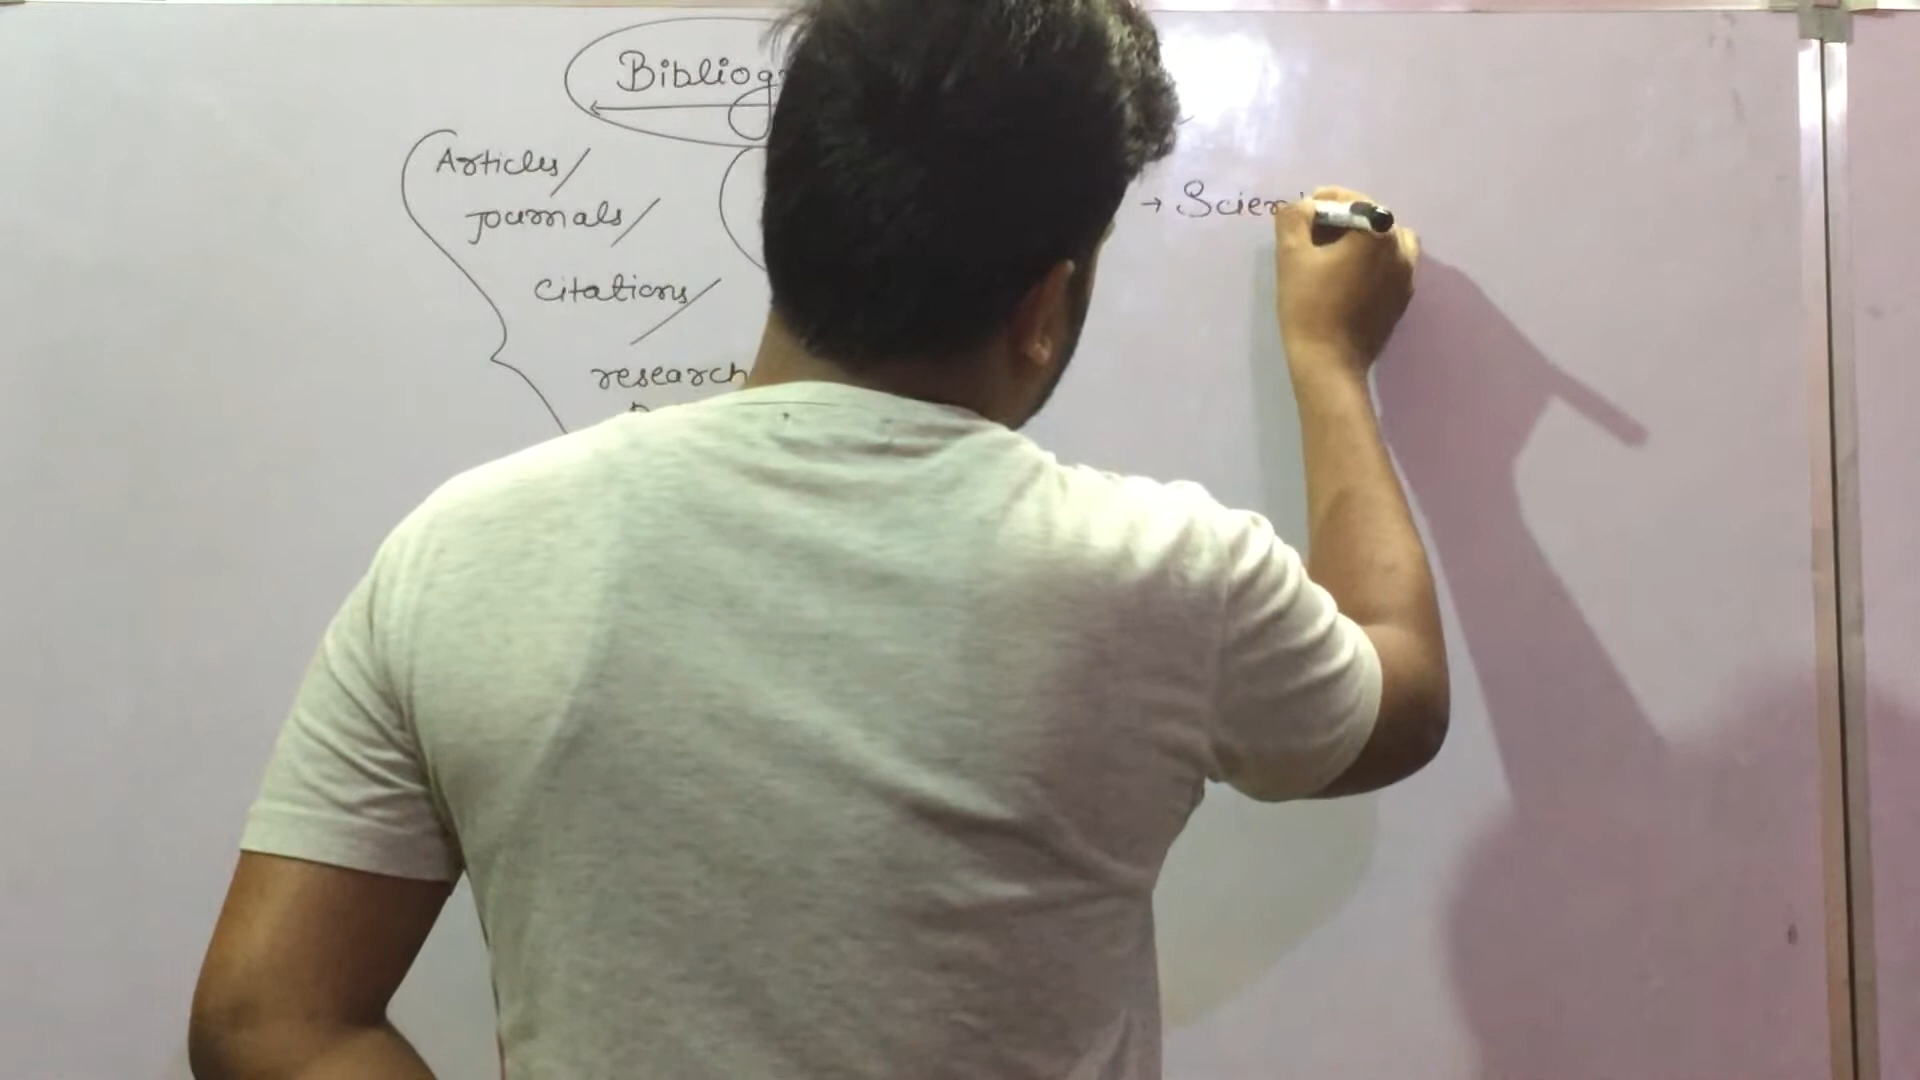 Bibliog
Articles/
Journals/
→ Scien
Citations/
research